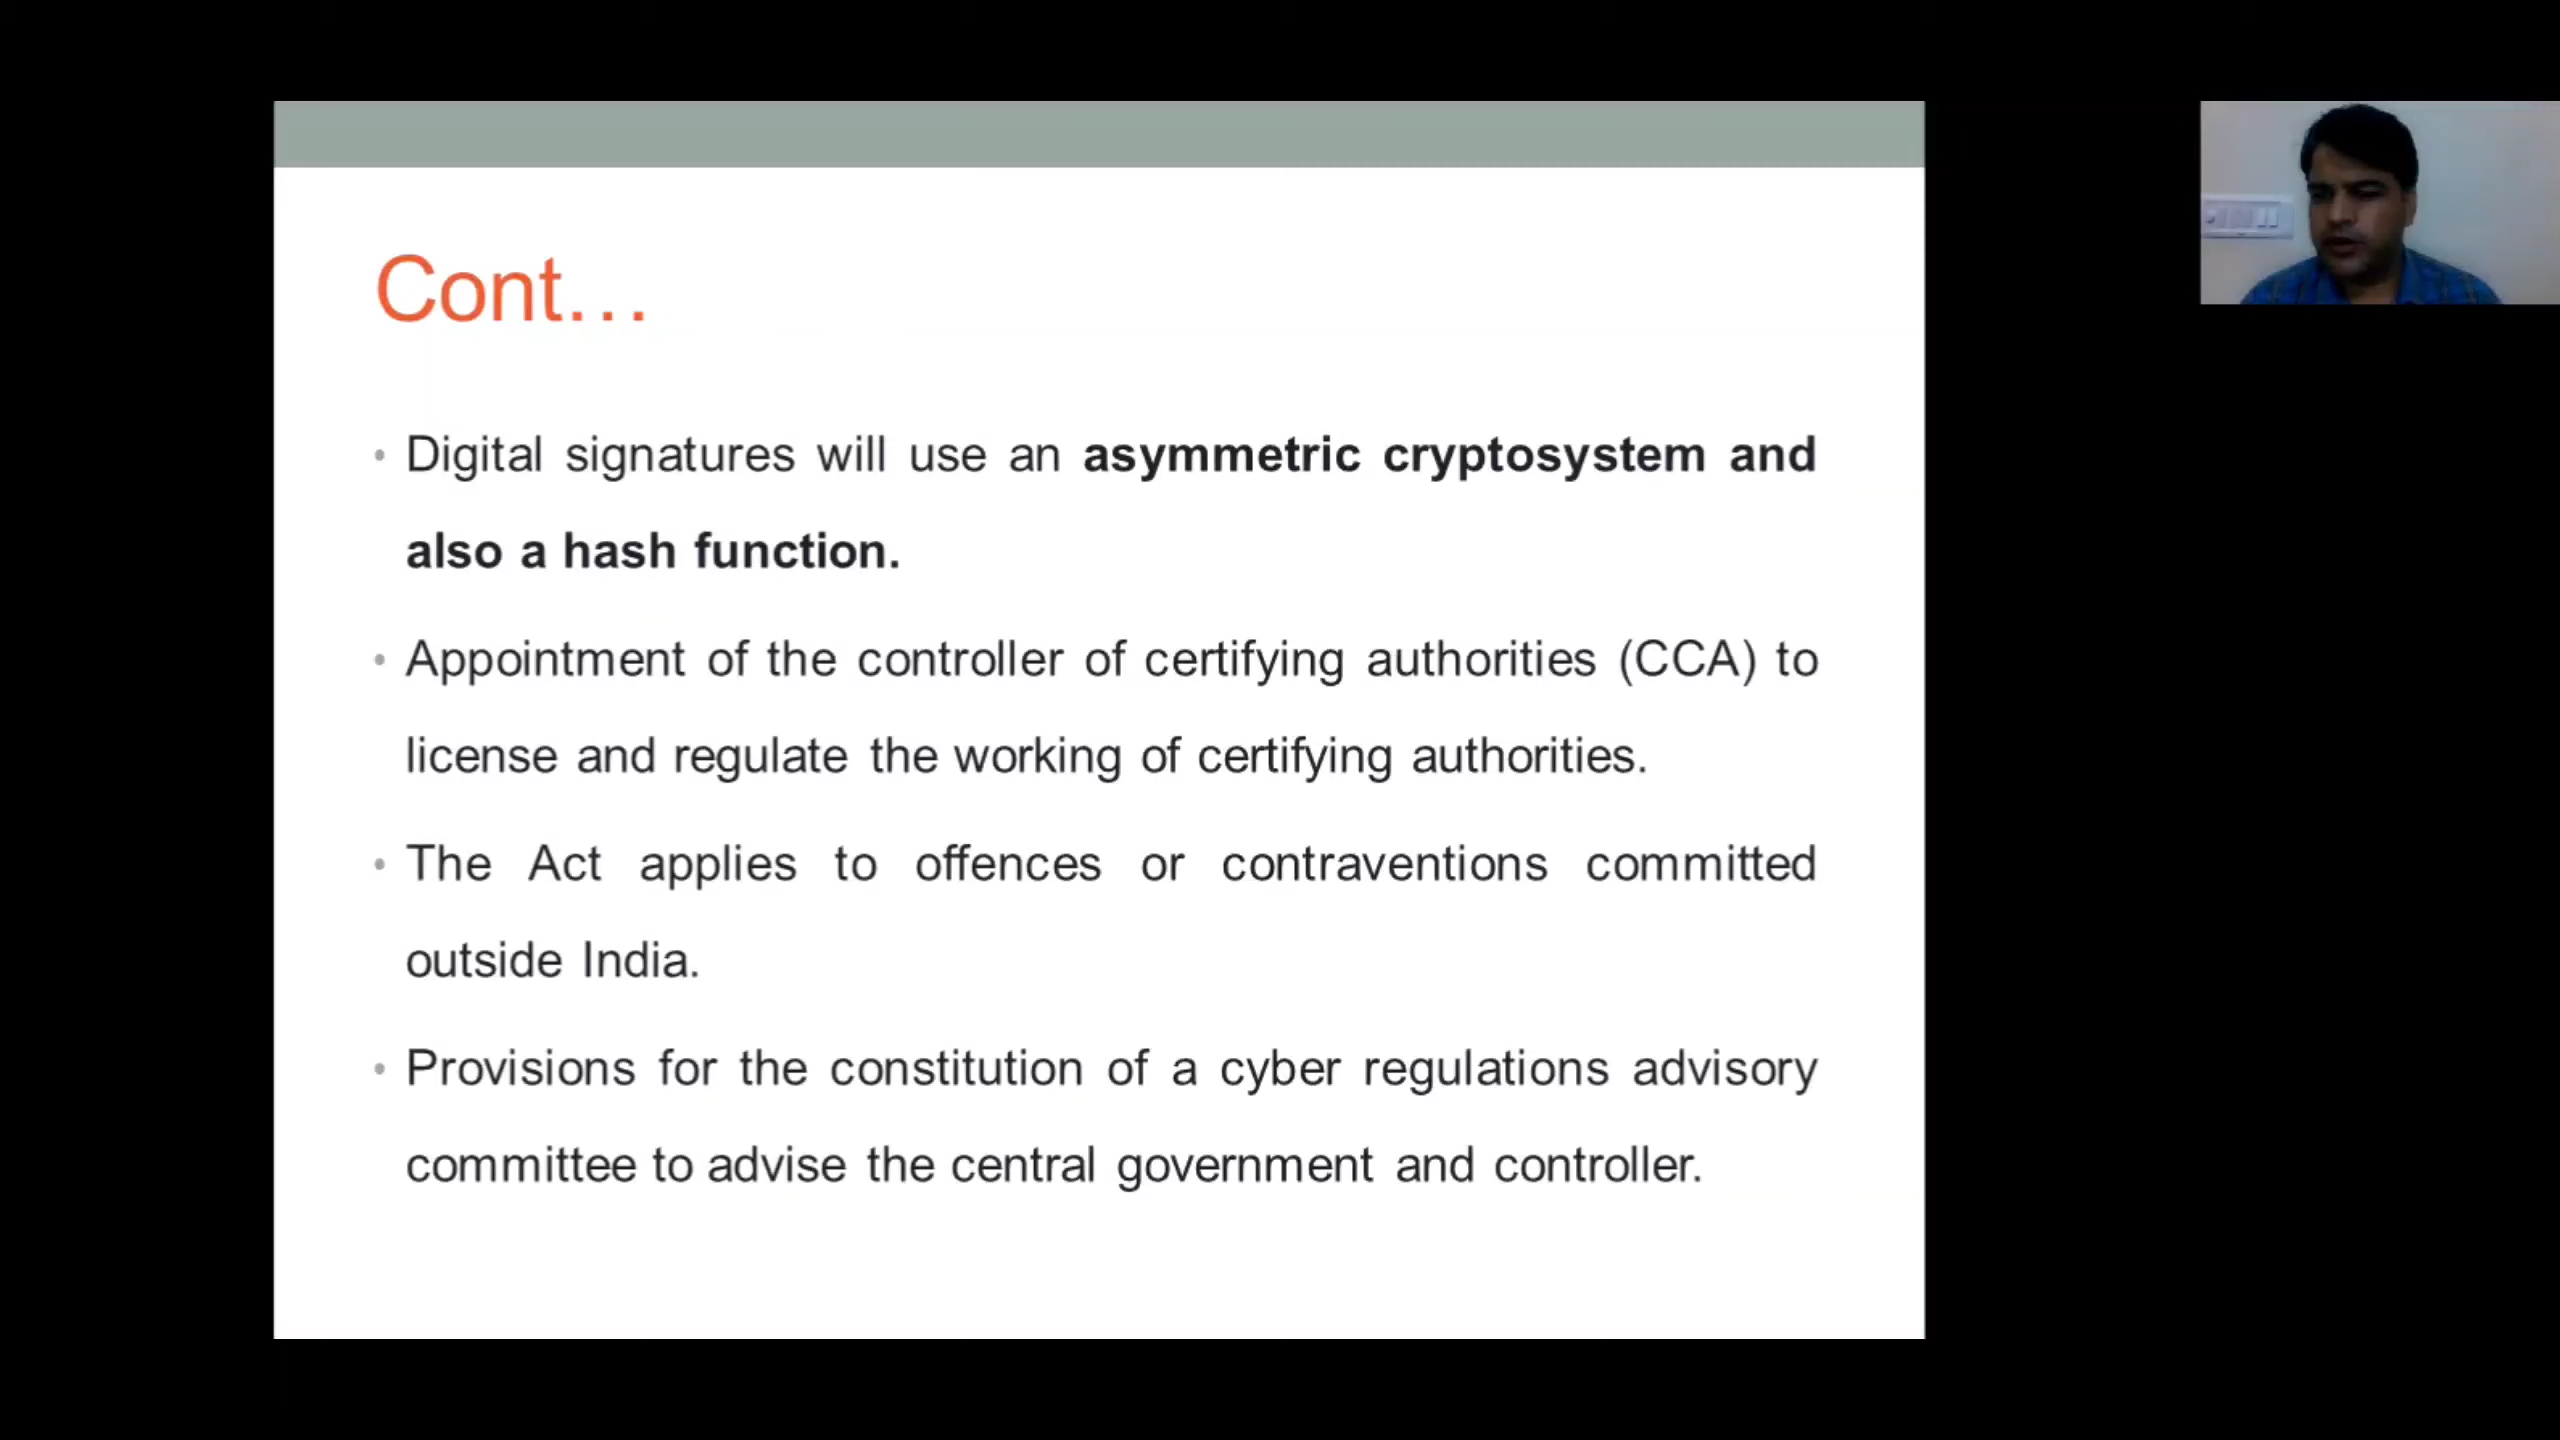 Cont…
• Digital signatures will use an asymmetric cryptosystem and
also a hash function.
• Appointment of the controller of certifying authorities (CCA) to
license and regulate the working of certifying authorities.
• The Act applies to offences or contraventions committed
outside India.
• Provisions for the constitution of a cyber regulations advisory
committee to advise the central government and controller.